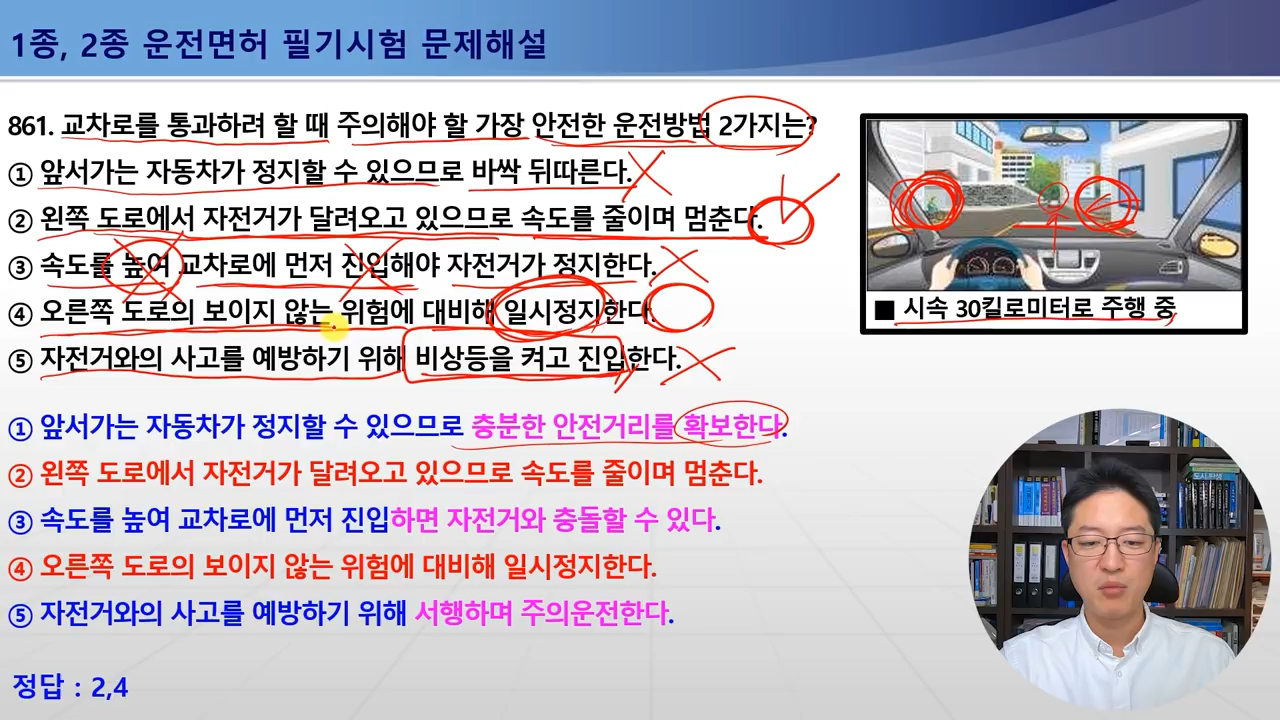 1종, 2종 운전면허 필기시험 문제해설
861. 교차로를 통과하려 할 때 주의해야 할 가장 안전한 운전방법 2가지는?
① 앞서가는 자동차가 정지할 수 있으므로 바싹 뒤따른다.
② 왼쪽 도로에서 자전거가 달려오고 있으므로 속도를 줄이며 멈춘다.
③ 속도를 높여 교차로에 먼저 진입해야 자전거가 정지한다.
④ 오른쪽 도로의 보이지 않는 위험에 대비해 일시정지한다.
⑤ 자전거와의 사고를 예방하기 위해 비상등을 켜고 진입한다.
■ 시속 30킬로미터로 주행 중
① 앞서가는 자동차가 정지할 수 있으므로 충분한 안전거리를 확보한다.
② 왼쪽 도로에서 자전거가 달려오고 있으므로 속도를 줄이며 멈춘다.
③ 속도를 높여 교차로에 먼저 진입하면 자전거와 충돌할 수 있다.
④ 오른쪽 도로의 보이지 않는 위험에 대비해 일시정지한다.
⑤ 자전거와의 사고를 예방하기 위해 서행하며 주의운전한다.
정답 : 2,4